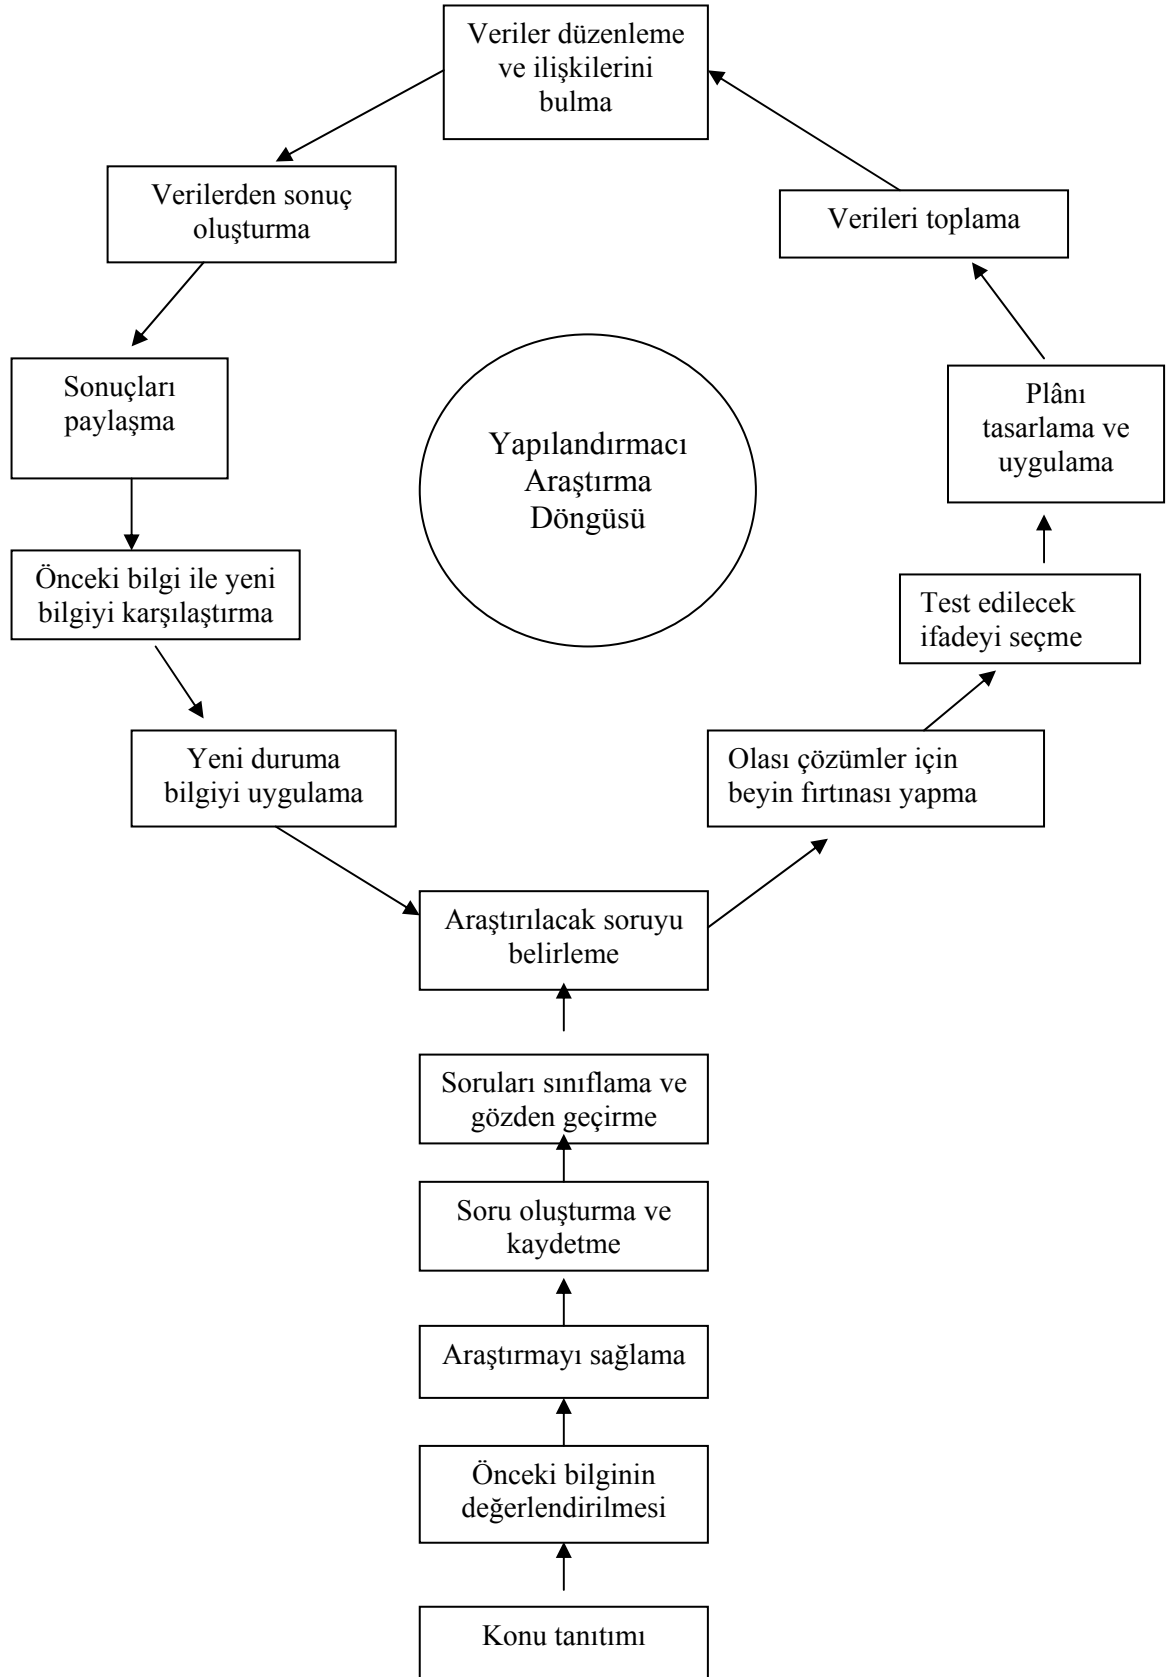 Veriler düzenleme
ve ilişkilerini
bulma
Verilerden sonuç
oluşturma
Verileri toplama
Sonuçları
paylaşma
Yapılandırmacı
Araştırma
Döngüsü
Plânı
tasarlama ve
uygulama
Önceki bilgi ile yeni
bilgiyi karşılaştırma
Test edilecek
ifadeyi seçme
Yeni duruma
bilgiyi uygulama
Olası çözümler için
beyin fırtınası yapma
Araştırılacak soruyu
belirleme
Soruları sınıflama ve
gözden geçirme
Soru oluşturma ve
kaydetme
Araştırmayı sağlama
Önceki bilginin
değerlendirilmesi
Konu tanıtımı